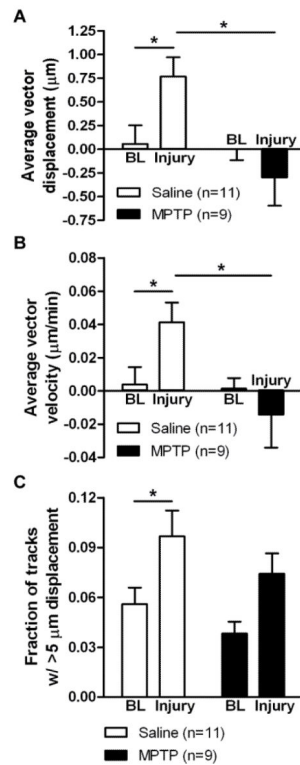 A
Average vector
displacement (μm)
1.25
1.00
0.75
0.50
0.25
0.00
-0.25
-0.50
-0.75
*
*
BL Injury
BL Injury
Saline (n=11)
MPTP (n=9)
B
Average vector
velocity (μm/min)
0.08
0.06
0.04
0.02
0.00
-0.02
-0.04
*
*
BL Injury
BL Injury
Saline (n=11)
MPTP (n=9)
C
Fraction of tracks
w/ >5 μm displacement
0.12
0.09
0.06
0.03
0.00
*
BL Injury
BL Injury
Saline (n=11)
MPTP (n=9)